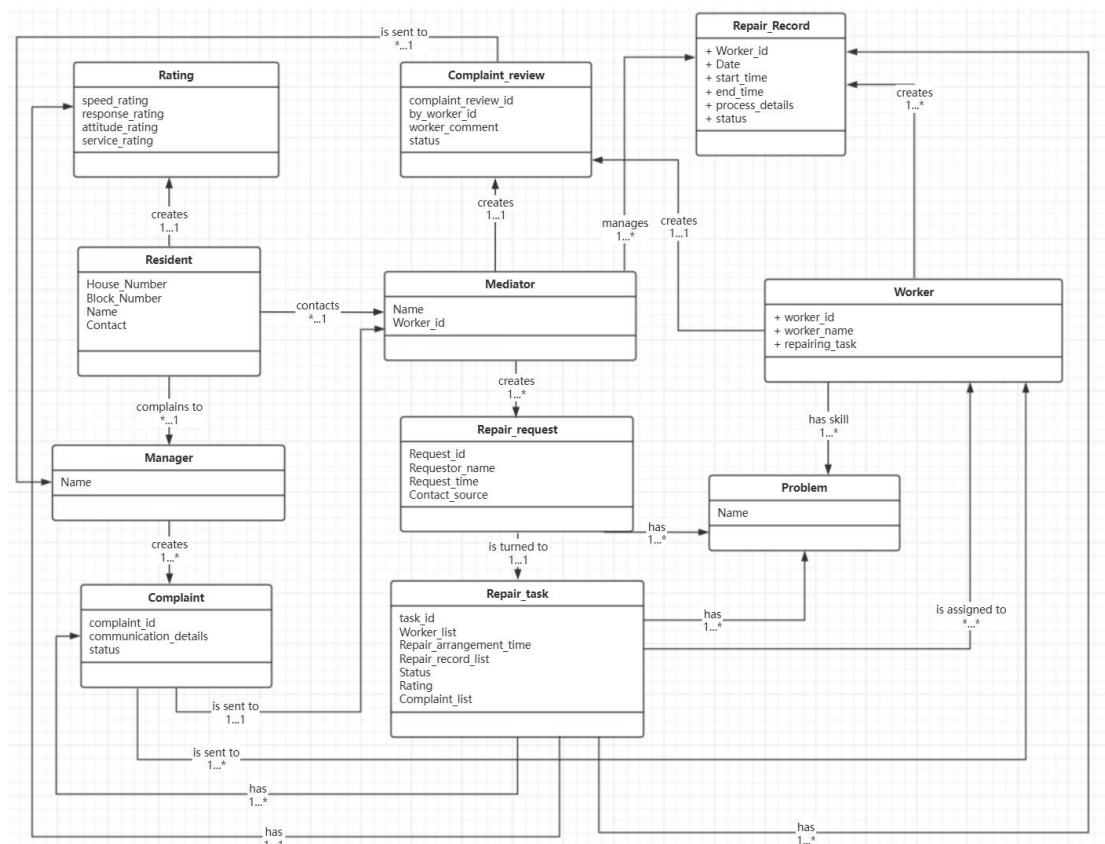 is sent to
*...1
Repair_Record
+ Worker_id
+ Date
+ start_time
+ end_time
+ process_details
+ status
Rating
speed_rating
response_rating
attitude_rating
service_rating
Complaint_review
complaint_review_id
by_worker_id
worker_comment
status
creates
1...*
creates
1...1
creates
1...1
manages
1...*
creates
1...1
Resident
House_Number
Block_Number
Name
Contact
contacts
*...1
Mediator
Name
Worker_id
Worker
+ worker_id
+ worker_name
+ repairing_task
complains to
*...1
creates
1...*
has skill
1...*
Manager
Name
Repair_request
Request_id
Requestor_name
Request_time
Contact_source
Problem
Name
has
1...*
creates
1...*
is turned to
1...1
Complaint
complaint_id
communication_details
status
Repair_task
task_id
Worker_list
Repair_arrangement_time
Repair_record_list
Status
Rating
Complaint_list
has
1...*
is assigned to
*...*
is sent to
1...1
is sent to
1...*
has
1...*
has
1...1
has
1...*